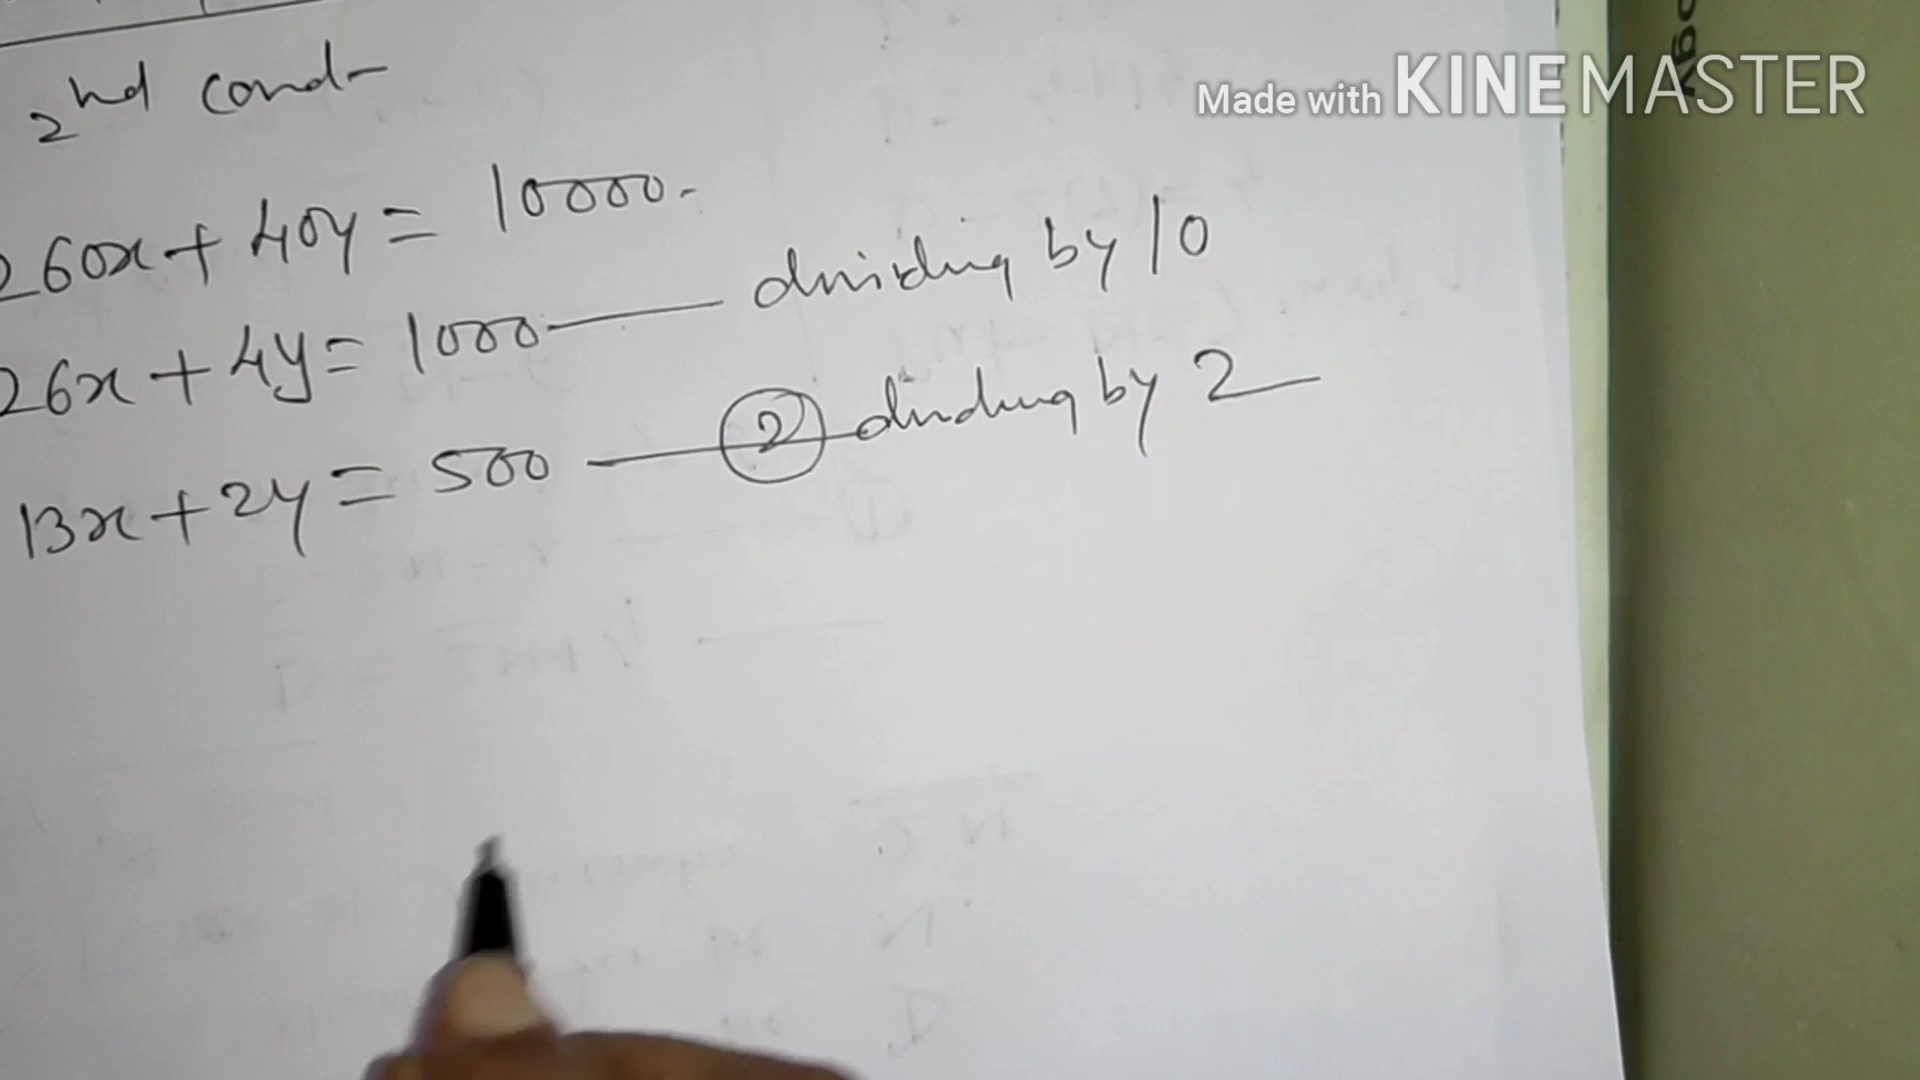 Made with KINEMASTER
2nd cond-
260x + 40y = 10000.
26x + 4y = 1000 — dividing by 10
13x + 2y = 500 — 2 dividing by 2